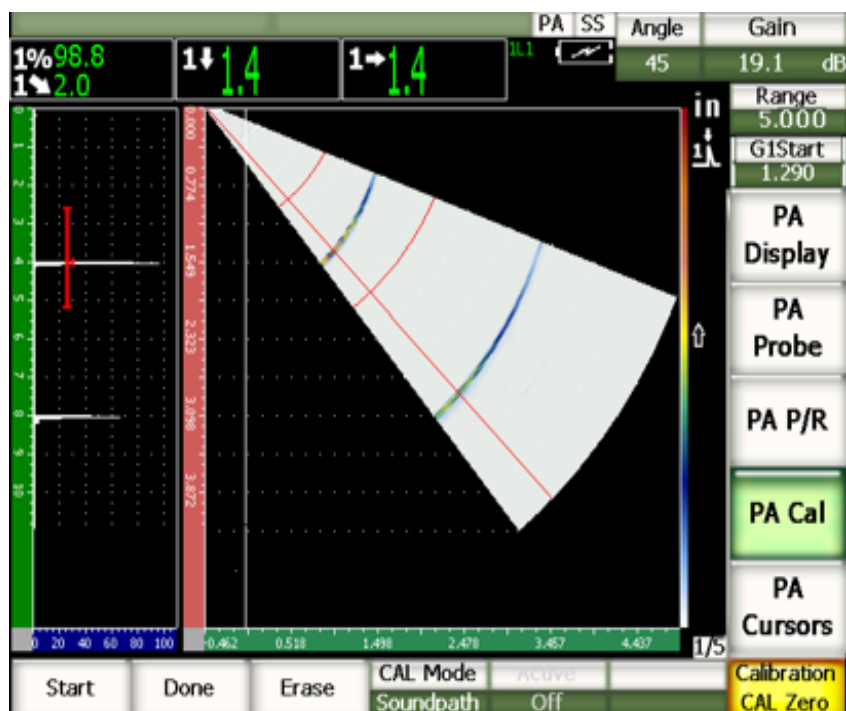 PA SS Angle Gain
1% 98.8 1 1.4 1 1.4 1L1 45 19.1 dB
1 2.0
in Range
5.000
1 G1Start
1.290
PA
Display
PA
Probe
PA P/R
PA Cal
PA
Cursors
0 1 2 3 4 5 6 7 8 9 10
0.000 0.774 1.549 2.323 3.098 3.872
0 20 40 60 80 100 -0.462 0.518 1.498 2.478 3.457 4.437 1/5
Start Done Erase CAL Mode Active Calibration
Soundpath Off CAL Zero